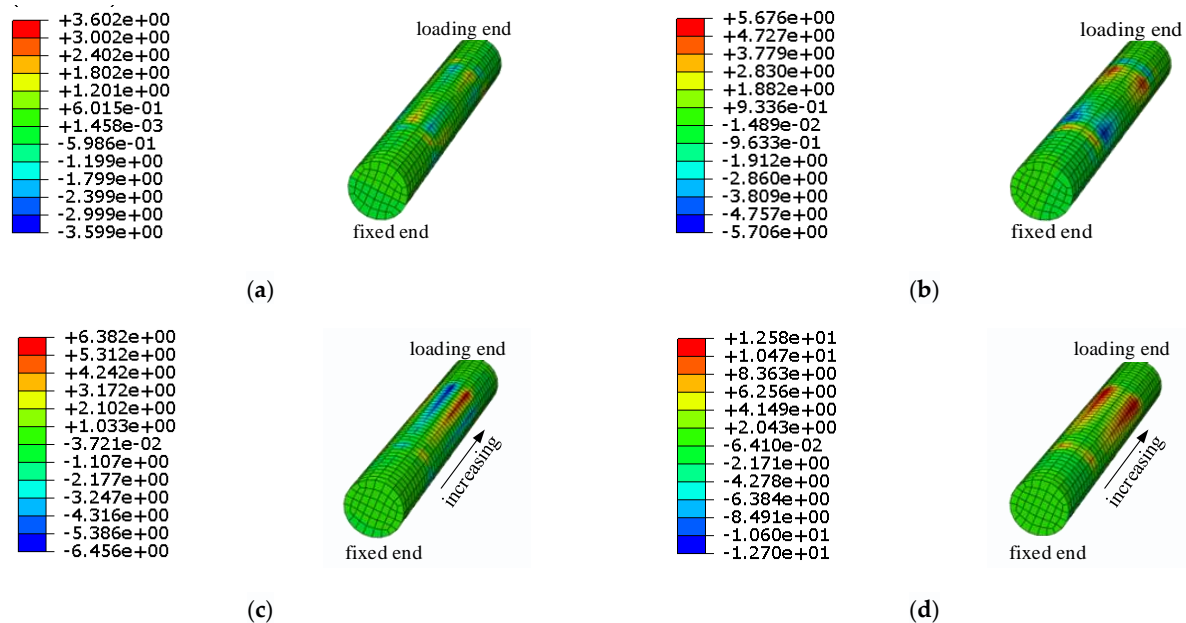 +3.602e+00
+3.002e+00
+2.402e+00
+1.802e+00
+1.201e+00
+6.015e-01
+1.458e-03
-5.986e-01
-1.199e+00
-1.799e+00
-2.399e+00
-2.999e+00
-3.599e+00
loading end
fixed end
(a)
+5.676e+00
+4.727e+00
+3.779e+00
+2.830e+00
+1.882e+00
+9.336e-01
-1.489e-02
-9.633e-01
-1.912e+00
-2.860e+00
-3.809e+00
-4.757e+00
-5.706e+00
loading end
fixed end
(b)
+6.382e+00
+5.312e+00
+4.242e+00
+3.172e+00
+2.102e+00
+1.033e+00
-3.721e-02
-1.107e+00
-2.177e+00
-3.247e+00
-4.316e+00
-5.386e+00
-6.456e+00
loading end
increasing
fixed end
(c)
+1.258e+01
+1.047e+01
+8.363e+00
+6.256e+00
+4.149e+00
+2.043e+00
-6.410e-02
-2.171e+00
-4.278e+00
-6.384e+00
-8.491e+00
-1.060e+01
-1.270e+01
loading end
increasing
fixed end
(d)